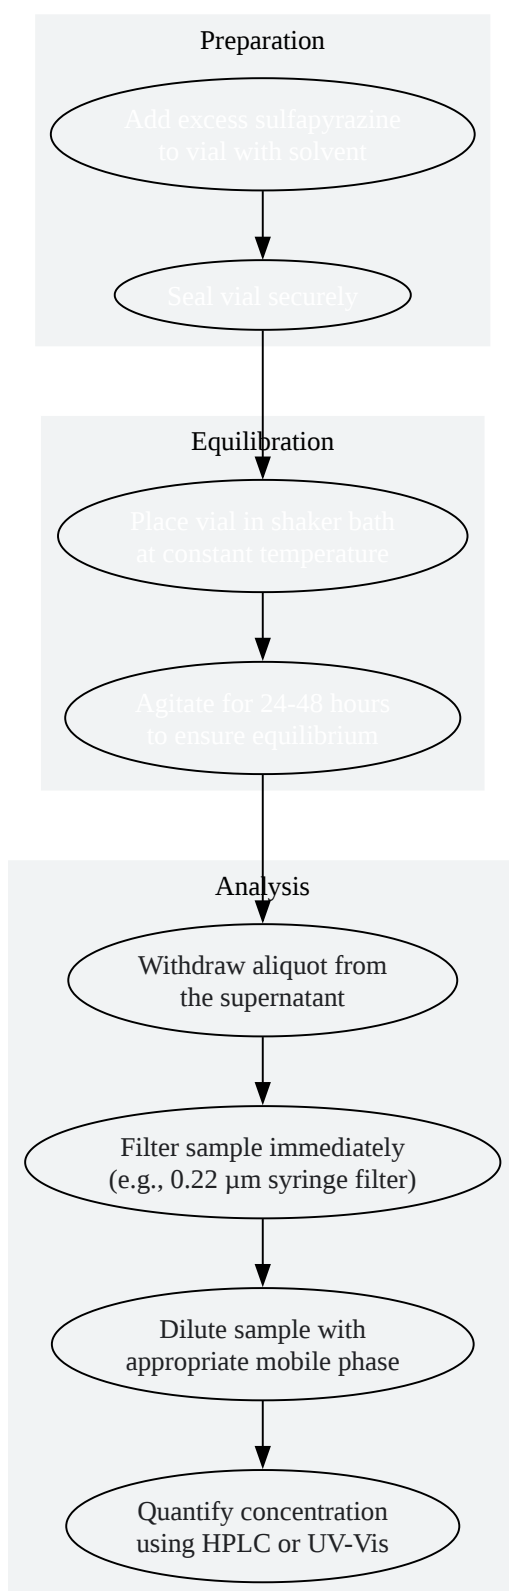 Preparation
Add excess sulfapyrazine
to vial with solvent
Seal vial securely
Equilibration
Place vial in shaker bath
at constant temperature
Agitate for 24-48 hours
to ensure equilibrium
Analysis
Withdraw aliquot from
the supernatant
Filter sample immediately
(e.g., 0.22 µm syringe filter)
Dilute sample with
appropriate mobile phase
Quantify concentration
using HPLC or UV-Vis